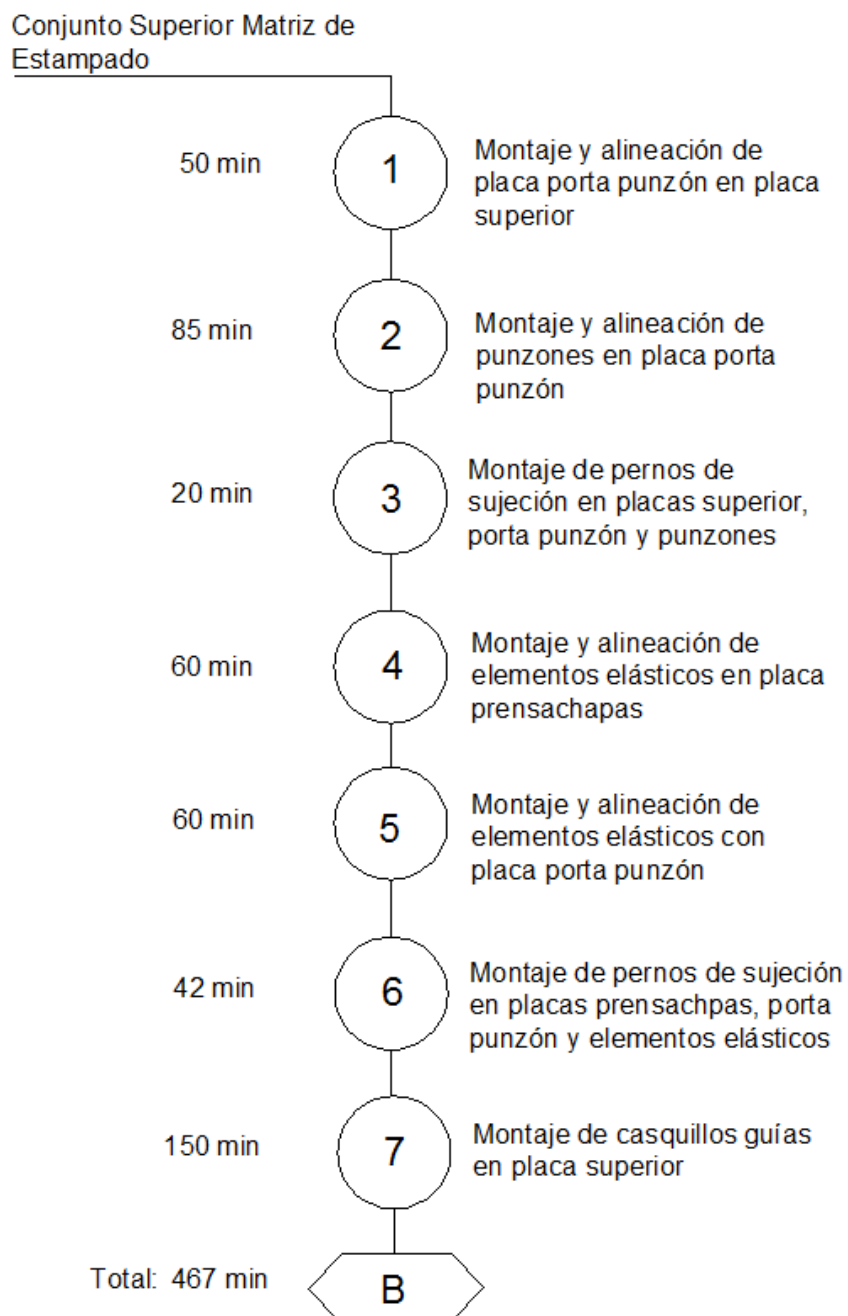 Conjunto Superior Matriz de
Estampado
50 min
1
Montaje y alineación de
placa porta punzón en placa
superior
85 min
2
Montaje y alineación de
punzones en placa porta
punzón
20 min
3
Montaje de pernos de
sujeción en placas superior,
porta punzón y punzones
60 min
4
Montaje y alineación de
elementos elásticos en placa
prensachapas
60 min
5
Montaje y alineación de
elementos elásticos con
placa porta punzón
42 min
6
Montaje de pernos de sujeción
en placas prensachpas, porta
punzón y elementos elásticos
150 min
7
Montaje de casquillos guías
en placa superior
Total: 467 min
B